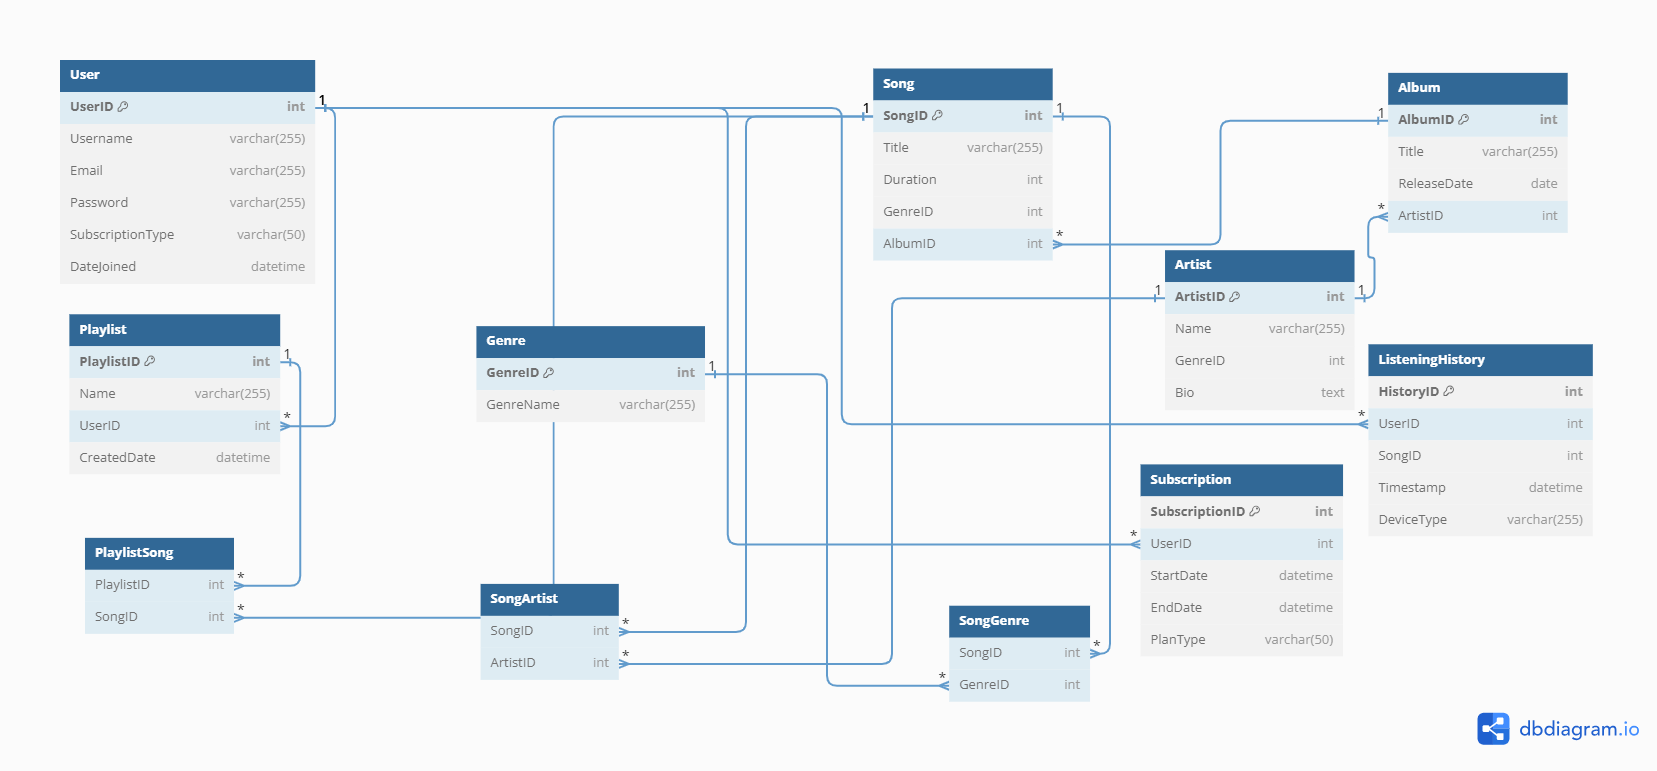 User
UserID int
Username varchar(255)
Email varchar(255)
Password varchar(255)
SubscriptionType varchar(50)
DateJoined datetime
1
Playlist
PlaylistID int
Name varchar(255)
UserID int
CreatedDate datetime
1
*
PlaylistSong
PlaylistID int
SongID int
*
*
Genre
GenreID int
GenreName varchar(255)
1
SongArtist
SongID int
ArtistID int
*
*
Song
SongID int
Title varchar(255)
Duration int
GenreID int
AlbumID int
1
1
*
SongGenre
SongID int
GenreID int
*
*
Album
AlbumID int
Title varchar(255)
ReleaseDate date
ArtistID int
1
*
Artist
ArtistID int
Name varchar(255)
GenreID int
Bio text
1
1
ListeningHistory
HistoryID int
UserID int
SongID int
Timestamp datetime
DeviceType varchar(255)
*
Subscription
SubscriptionID int
UserID int
StartDate datetime
EndDate datetime
PlanType varchar(50)
*
dbdiagram.io